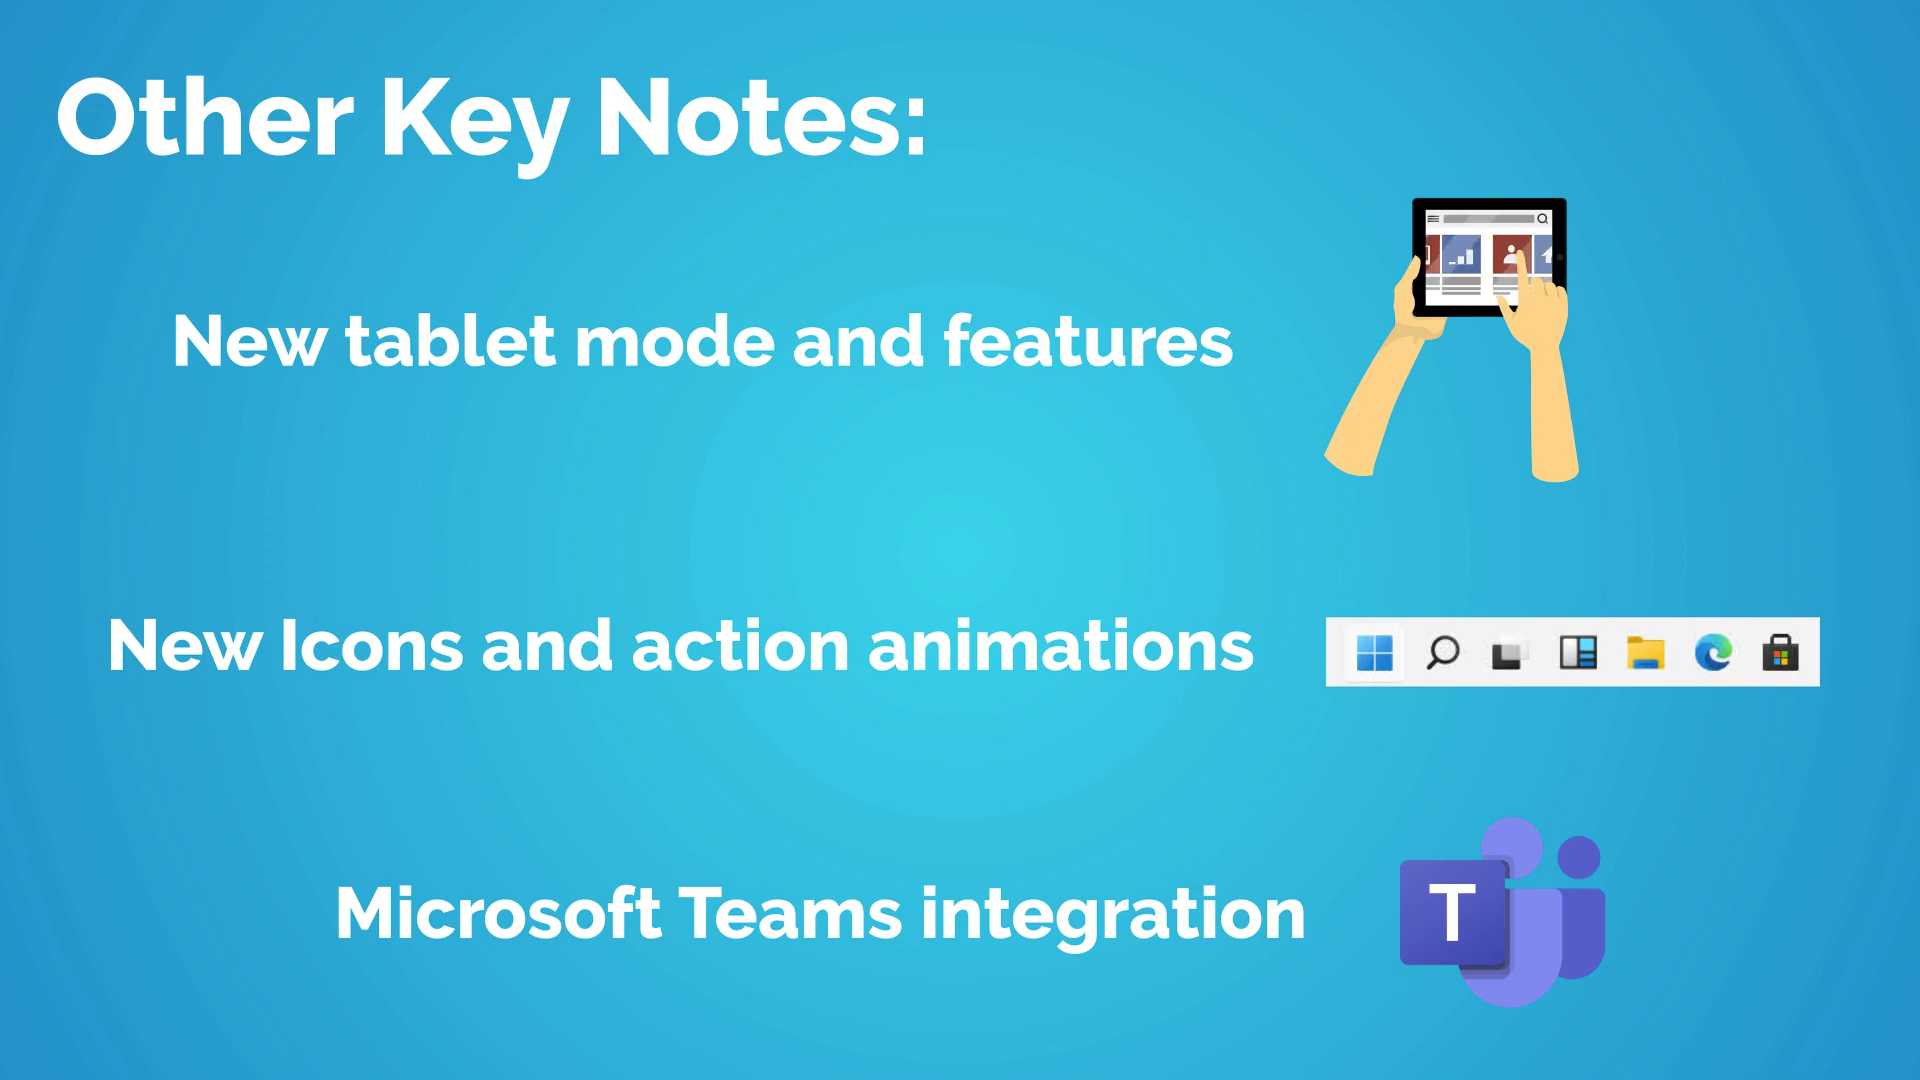 Other Key Notes:
New tablet mode and features
New Icons and action animations
Microsoft Teams integration
T